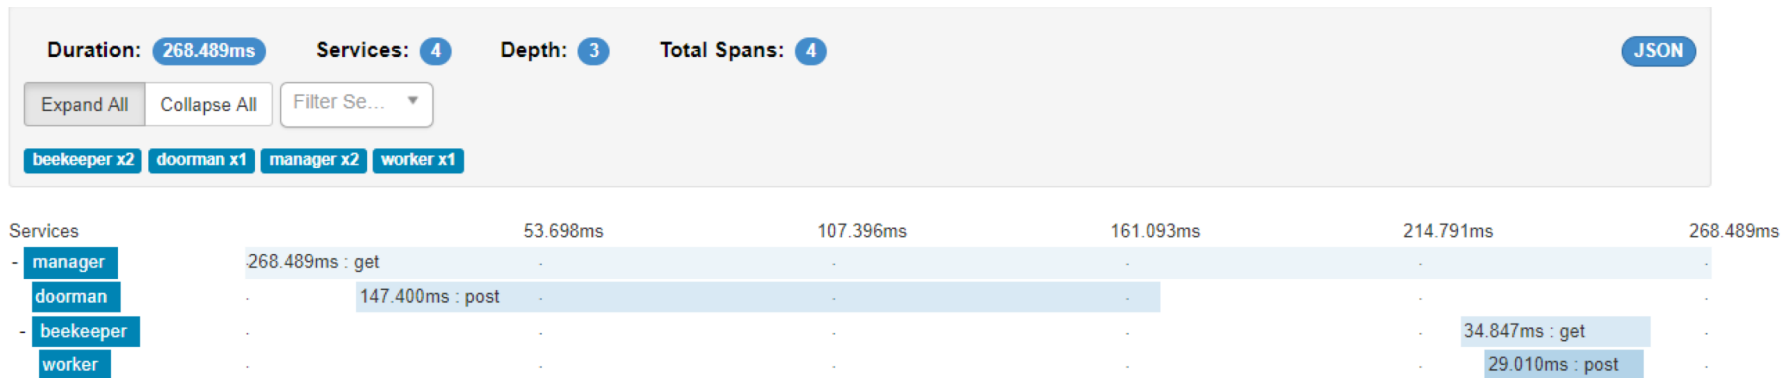 Duration: 268.489ms Services: 4 Depth: 3 Total Spans: 4 JSON
Expand All Collapse All Filter Se...
beekeeper x2 doorman x1 manager x2 worker x1
Services 53.698ms 107.396ms 161.093ms 214.791ms 268.489ms
- manager 268.489ms : get
doorman 147.400ms : post
- beekeeper 34.847ms : get
worker 29.010ms : post